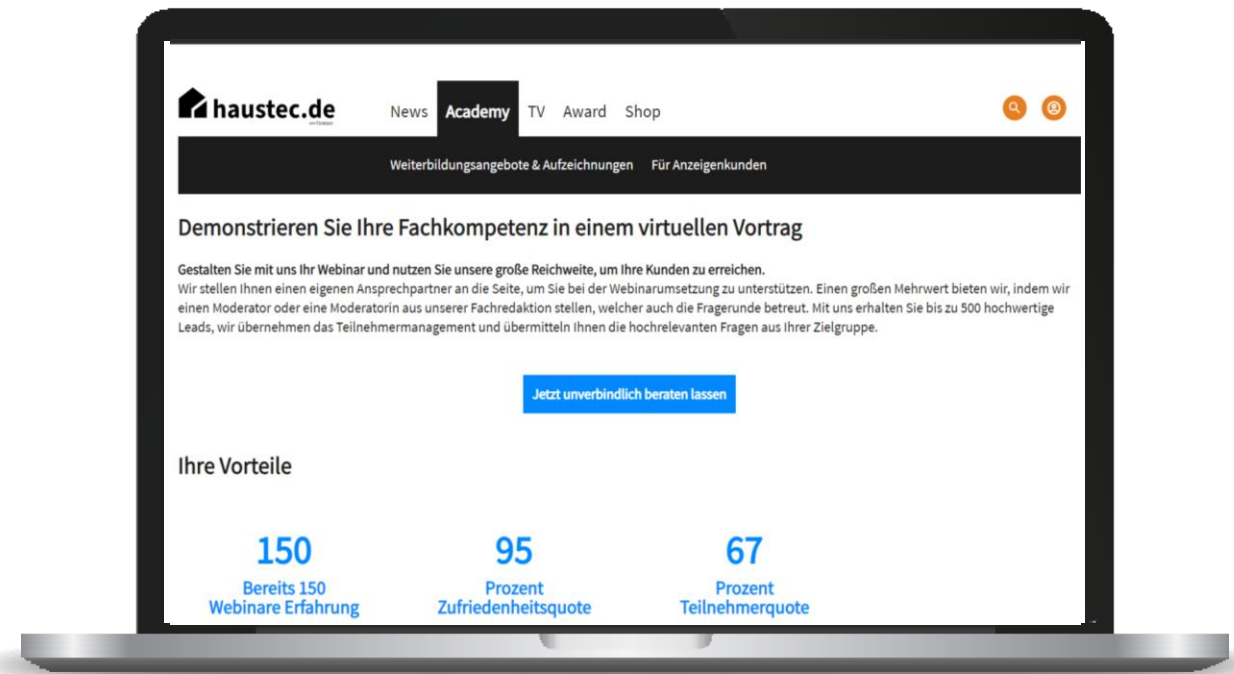 haustec.de
News Academy TV Award Shop
Weiterbildungsangebote & Aufzeichnungen Für Anzeigenkunden
Demonstrieren Sie Ihre Fachkompetenz in einem virtuellen Vortrag
Gestalten Sie mit uns Ihr Webinar und nutzen Sie unsere große Reichweite, um Ihre Kunden zu erreichen.
Wir stellen Ihnen einen eigenen Ansprechpartner an die Seite, um Sie bei der Webinarumsetzung zu unterstützen. Einen großen Mehrwert bieten wir, indem wir
einen Moderator oder eine Moderatorin aus unserer Fachredaktion stellen, welcher auch die Fragerunde betreut. Mit uns erhalten Sie bis zu 500 hochwertige
Leads, wir übernehmen das Teilnehmermanagement und übermitteln Ihnen die hochrelevanten Fragen aus Ihrer Zielgruppe.
Jetzt unverbindlich beraten lassen
Ihre Vorteile
150
Bereits 150
Webinare Erfahrung
95
Prozent
Zufriedenheitsquote
67
Prozent
Teilnehmerquote